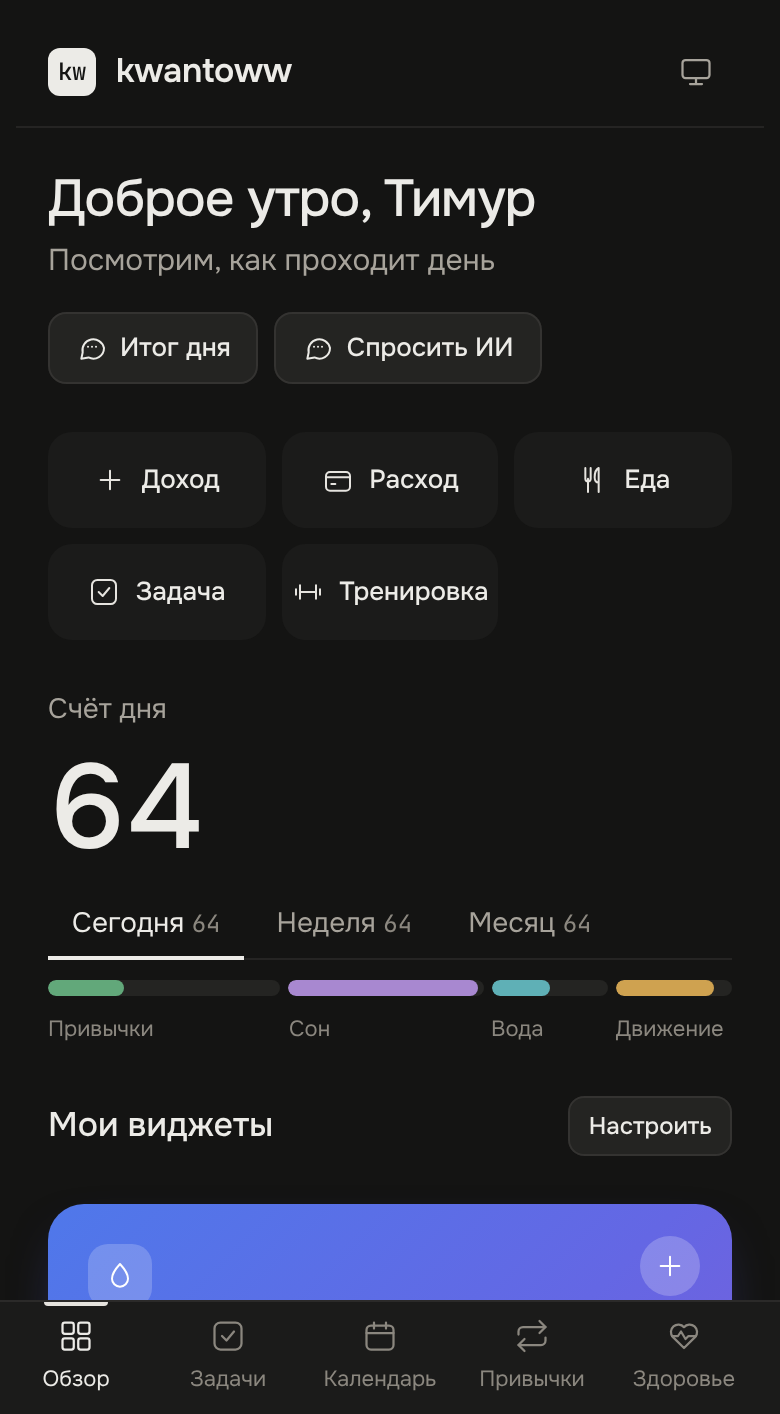 kw kwantoww
Доброе утро, Тимур
Посмотрим, как проходит день
Итог дня Спросить ИИ
Доход Расход Еда
Задача Тренировка
Счёт дня
64
Сегодня 64 Неделя 64 Месяц 64
Привычки Сон Вода Движение
Мои виджеты Настроить
Обзор Задачи Календарь Привычки Здоровье